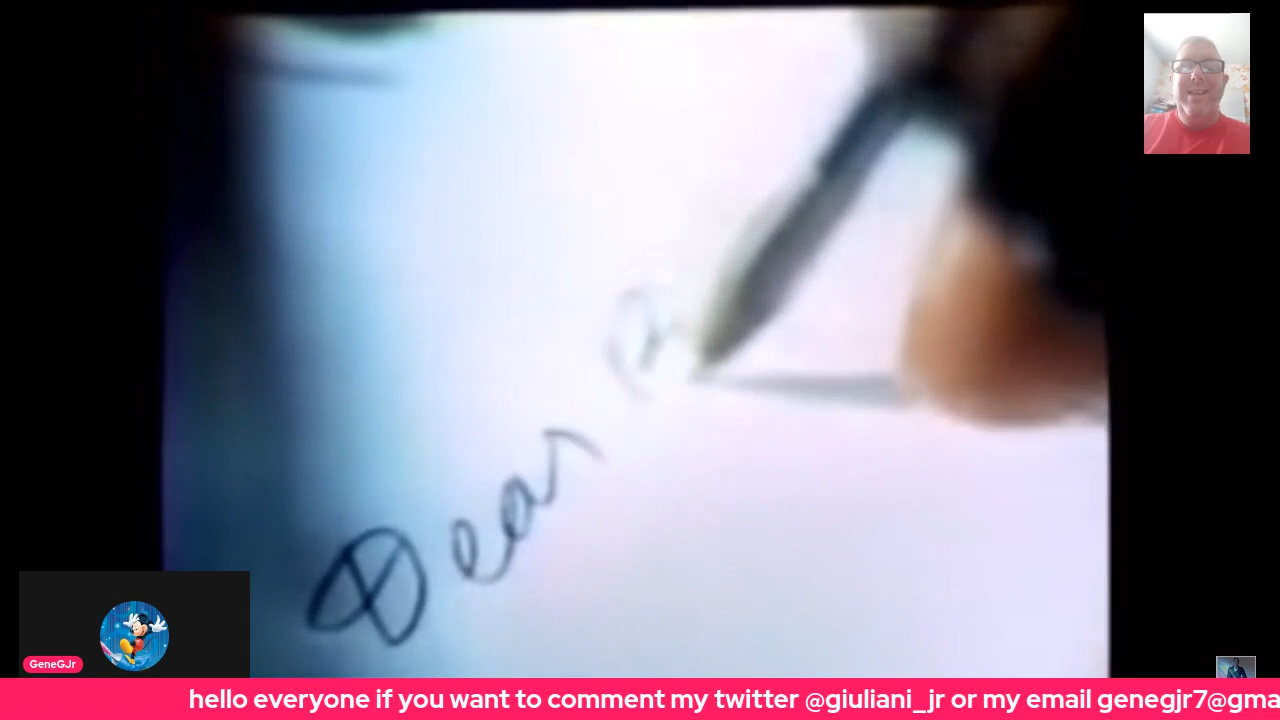 Dear
GeneGJr
hello everyone if you want to comment my twitter @giuliani_jr or my email genegjr7@gma